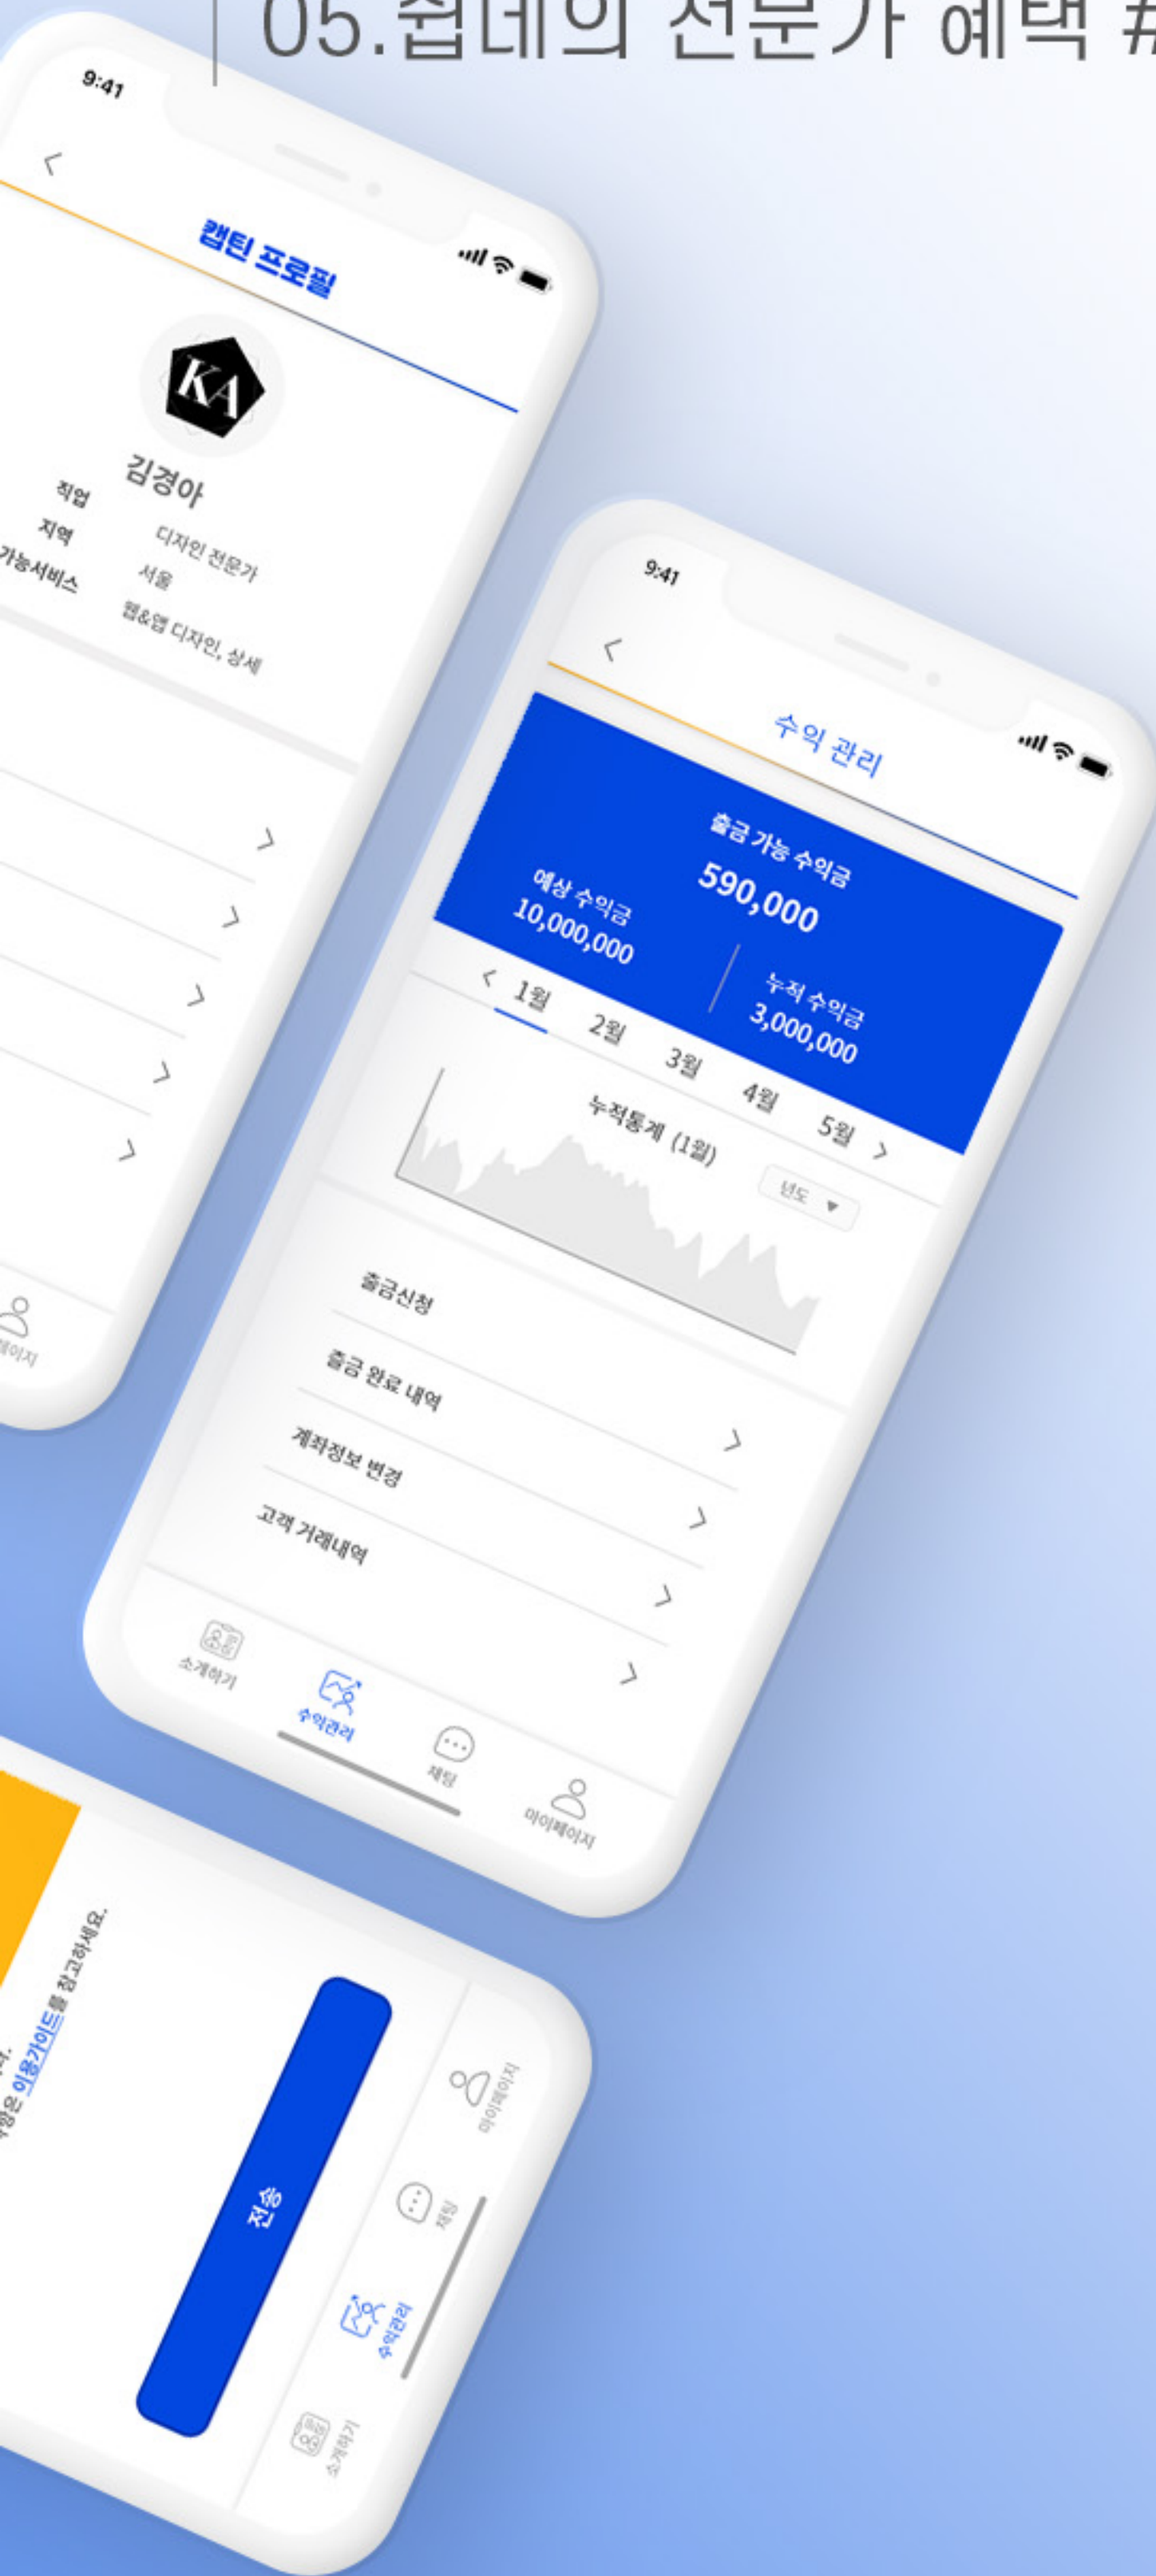 05.쉽네의 전문가 혜택 #
9:41
캡틴 프로필
KA
김경아
직업 디자인 전문가
지역 서울
가능서비스 웹&앱 디자인, 상세
9:41
수익 관리
출금 가능 수익금
590,000
예상 수익금
10,000,000
누적 수익금
3,000,000
1월 2월 3월 4월 5월
누적통계 (1월)
년도 ▼
출금신청
출금 완료 내역
계좌정보 변경
고객 거래내역
소개하기 수익관리 채팅 마이페이지
이용가이드를 참고하세요.
전송
소개하기 수익관리 채팅 마이페이지